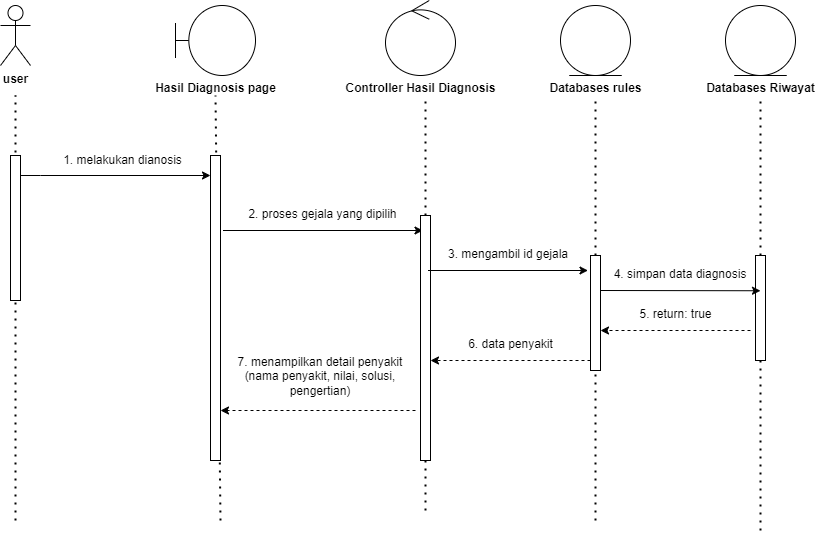 user
Hasil Diagnosis page
Controller Hasil Diagnosis
Databases rules
Databases Riwayat
1. melakukan dianosis
2. proses gejala yang dipilih
3. mengambil id gejala
4. simpan data diagnosis
5. return: true
6. data penyakit
7. menampilkan detail penyakit
(nama penyakit, nilai, solusi,
pengertian)